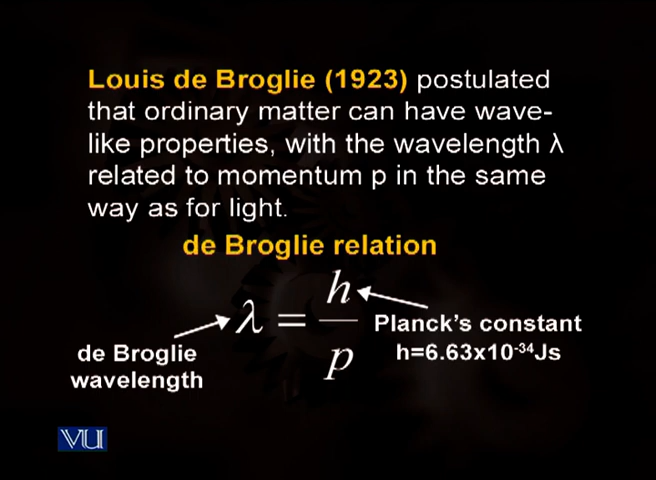 Louis de Broglie (1923) postulated
that ordinary matter can have wave-
like properties, with the wavelength λ
related to momentum p in the same
way as for light.
de Broglie relation
λ = h / p
Planck's constant
h=6.63x10⁻³⁴Js
de Broglie
wavelength
VU